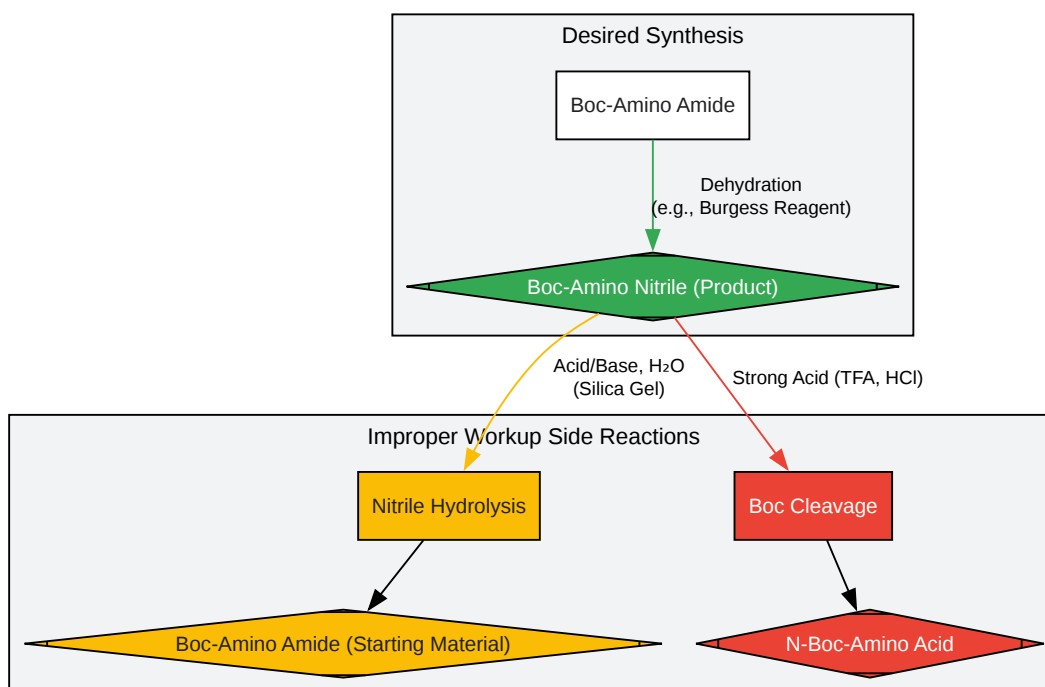 Desired Synthesis
Boc-Amino Amide
Dehydration
(e.g., Burgess Reagent)
Boc-Amino Nitrile (Product)
Acid/Base, H₂O
(Silica Gel)
Strong Acid (TFA, HCl)
Improper Workup Side Reactions
Nitrile Hydrolysis
Boc Cleavage
Boc-Amino Amide (Starting Material)
N-Boc-Amino Acid